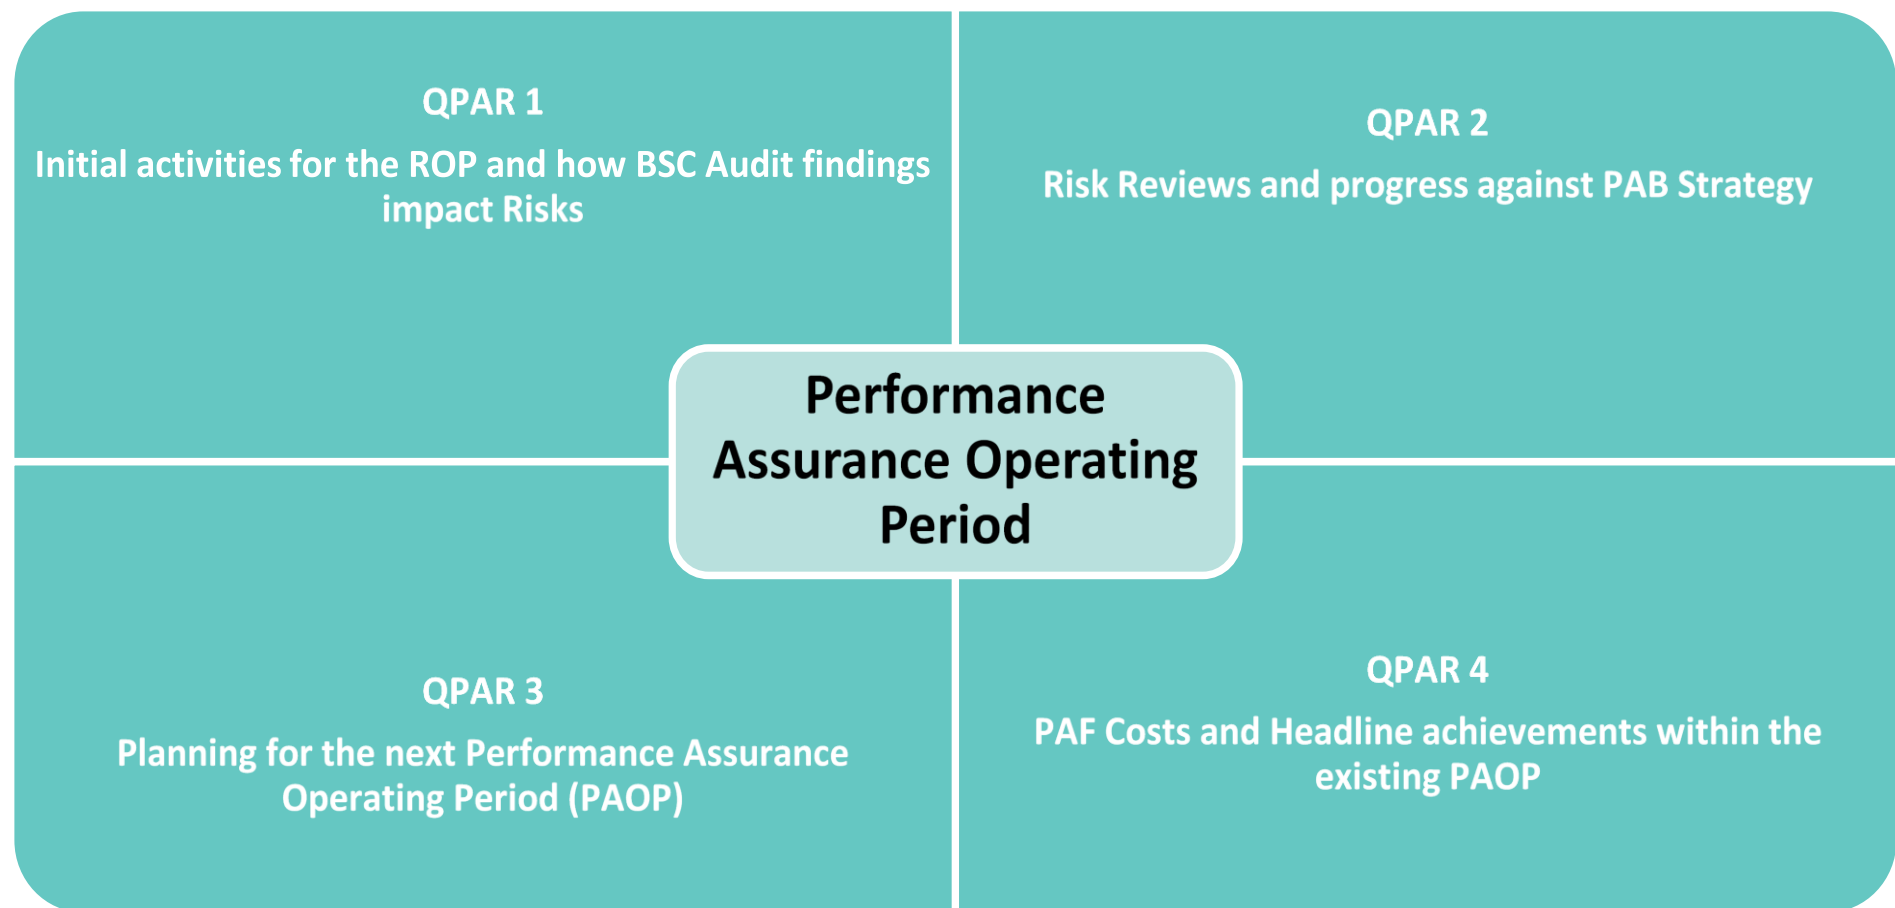 QPAR 1
Initial activities for the ROP and how BSC Audit findings
impact Risks
QPAR 2
Risk Reviews and progress against PAB Strategy
Performance
Assurance Operating
Period
QPAR 3
Planning for the next Performance Assurance
Operating Period (PAOP)
QPAR 4
PAF Costs and Headline achievements within the
existing PAOP